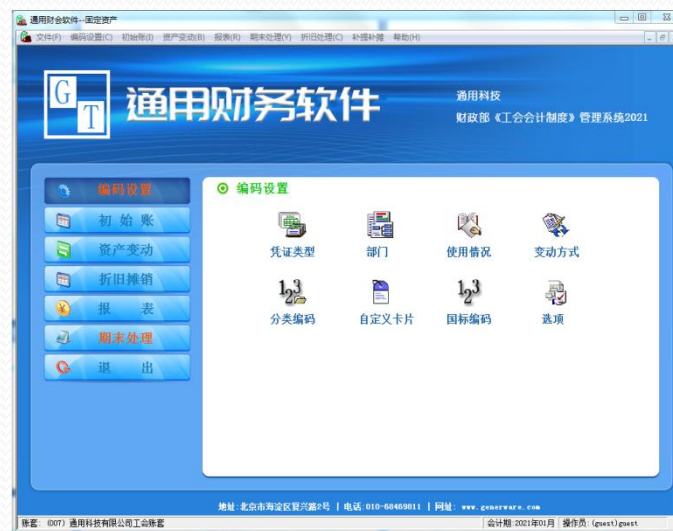 通用财会软件--固定资产
文件(F) 编码设置(C) 初始账(I) 资产变动(B) 报表(R) 期末处理(Y) 折旧处理(C) 补提补摊 帮助(H)
GT 通用财务软件
通用科技
财政部《工会会计制度》管理系统2021
编码设置
初 始 账
资产变动
折旧摊销
报 表
期末处理
退 出
编码设置
凭证类型 部门 使用情况 变动方式
分类编码 自定义卡片 国标编码 选项
地址:北京市海淀区复兴路2号 | 电话:010-68469811 | 网址: www.generware.com
账套: (007) 通用科技有限公司工会账套 会计期:2021年01月 操作员:(guest)guest